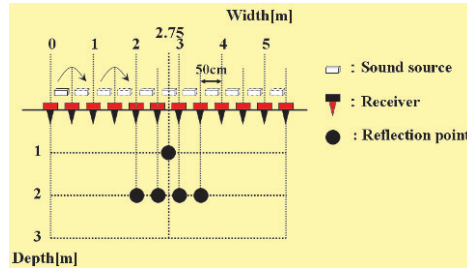 Width[m]
2.75
0 1 2 3 4 5
50cm
: Sound source
: Receiver
: Reflection point
1
2
3
Depth[m]